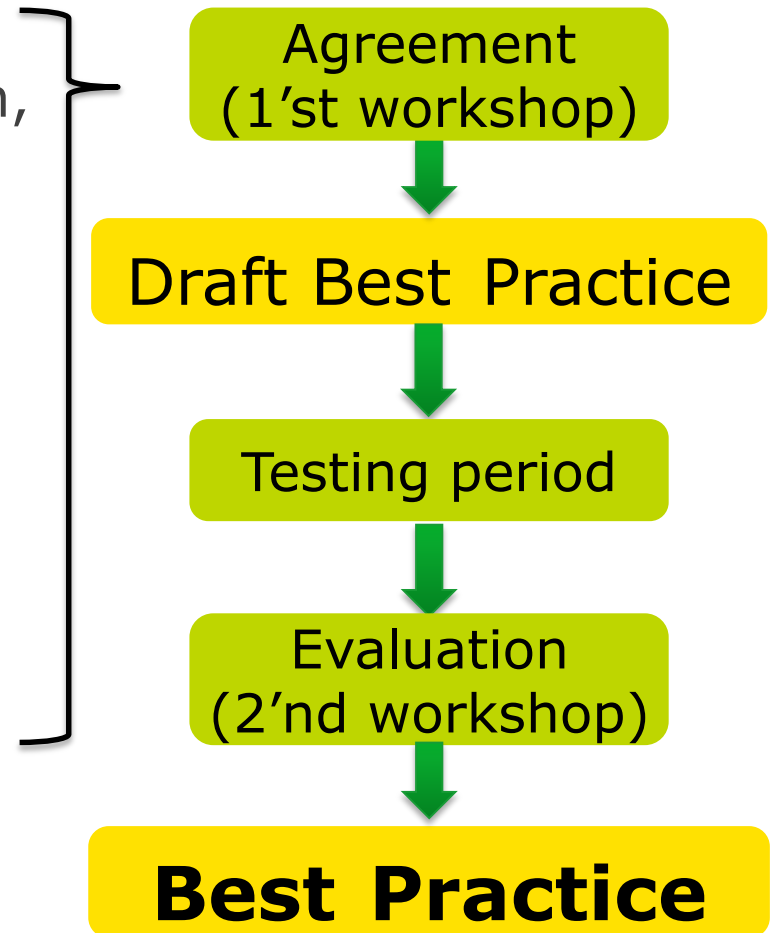 Agreement
(1’st workshop)
Draft Best Practice
Testing period
Evaluation
(2’nd workshop)
Best Practice